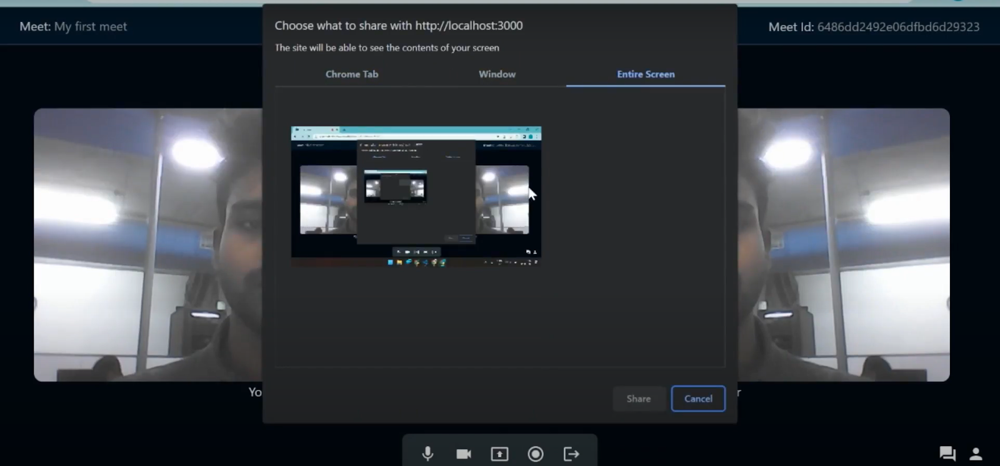 Meet: My first meet
Meet Id: 6486dd2492e06dfbd6d29323
Choose what to share with http://localhost:3000
The site will be able to see the contents of your screen
Chrome Tab
Window
Entire Screen
Yo
r
Share
Cancel